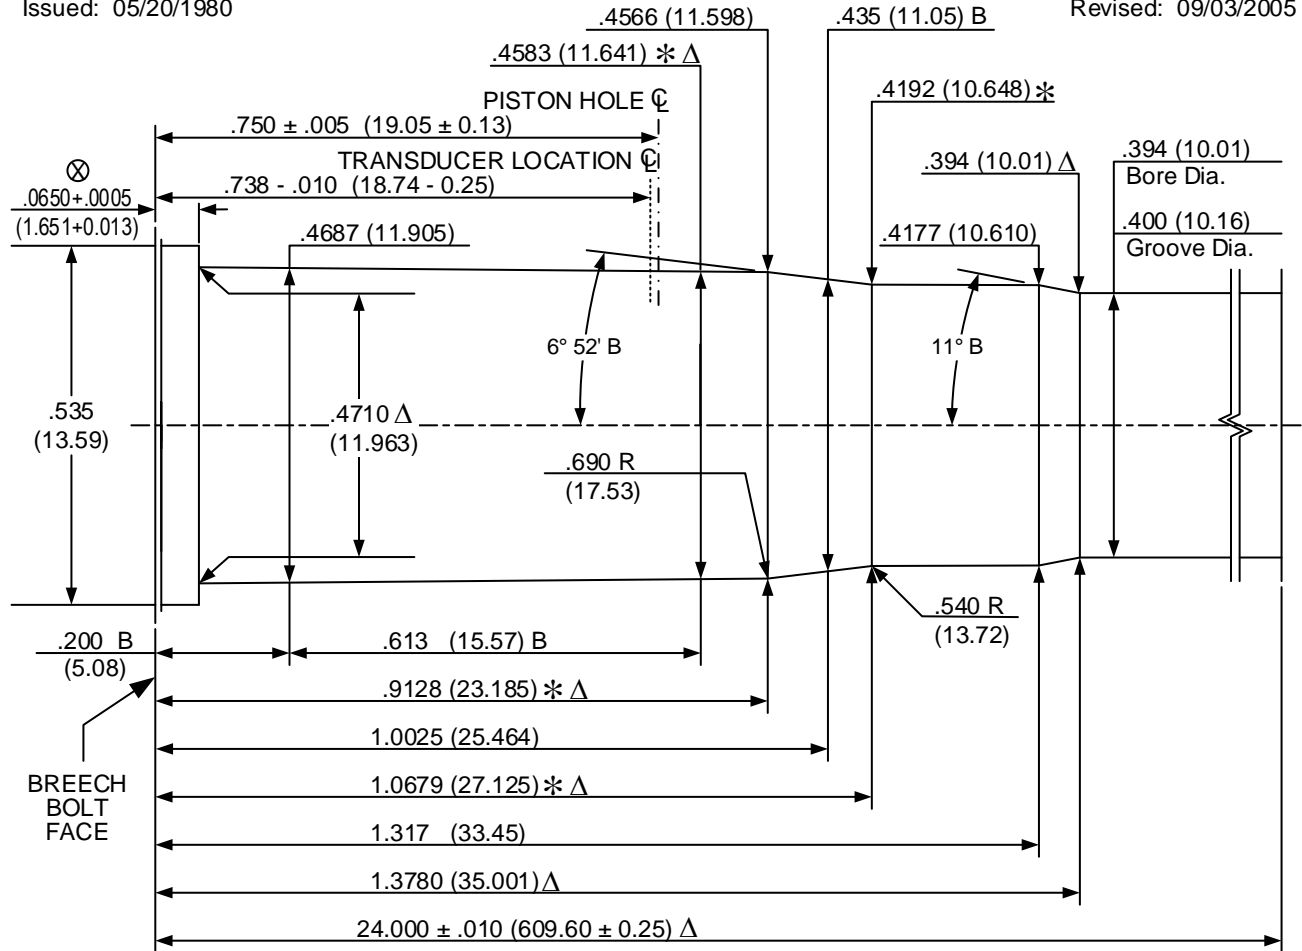 Issued: 05/20/1980
Revised: 09/03/2005
.4566 (11.598)
.435 (11.05) B
.4583 (11.641) ✻ Δ
.4192 (10.648) ✻
PISTON HOLE ℄
.750 ± .005 (19.05 ± 0.13)
TRANSDUCER LOCATION ℄
.738 - .010 (18.74 - 0.25)
.394 (10.01) Δ
.394 (10.01)
Bore Dia.
⊗
.0650+.0005
(1.651+0.013)
.4687 (11.905)
.4177 (10.610)
.400 (10.16)
Groove Dia.
6° 52' B
11° B
.535
(13.59)
.4710 Δ
(11.963)
.690 R
(17.53)
.540 R
(13.72)
.200 B
(5.08)
.613 (15.57) B
.9128 (23.185) ✻ Δ
1.0025 (25.464)
BREECH
BOLT
FACE
1.0679 (27.125) ✻ Δ
1.317 (33.45)
1.3780 (35.001) Δ
24.000 ± .010 (609.60 ± 0.25) Δ